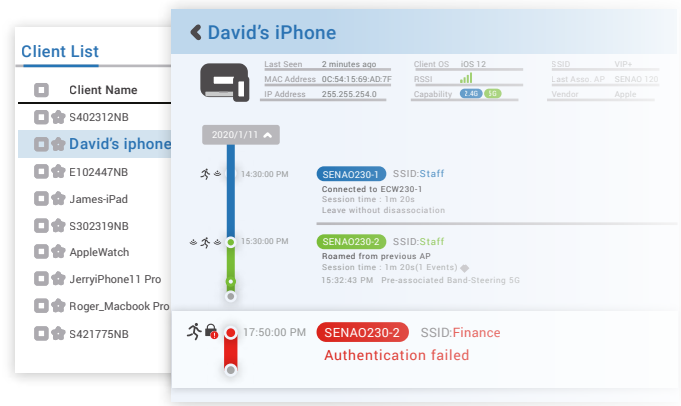 Client List
Client Name
S402312NB
David's iphone
E102447NB
James-iPad
S302319NB
AppleWatch
JerryiPhone11 Pro
Roger_Macbook Pro
S421775NB
David's iPhone
Last Seen 2 minutes ago
MAC Address 0C:54:15:69:AD:7F
IP Address 255.255.254.0
Client OS iOS 12
RSSI
Capability 2.4G 5G
SSID VIP+
Last Asso. AP SENAO 120
Vendor Apple
2020/1/11
14:30:00 PM SENAO230-1 SSID:Staff
Connected to ECW230-1
Session time : 1m 20s
Leave without disassociation
15:30:00 PM SENAO230-2 SSID:Staff
Roamed from previous AP
Session time : 1m 20s(1 Events)
15:32:43 PM Pre-associated Band-Steering 5G
17:50:00 PM SENAO230-2 SSID:Finance
Authentication failed